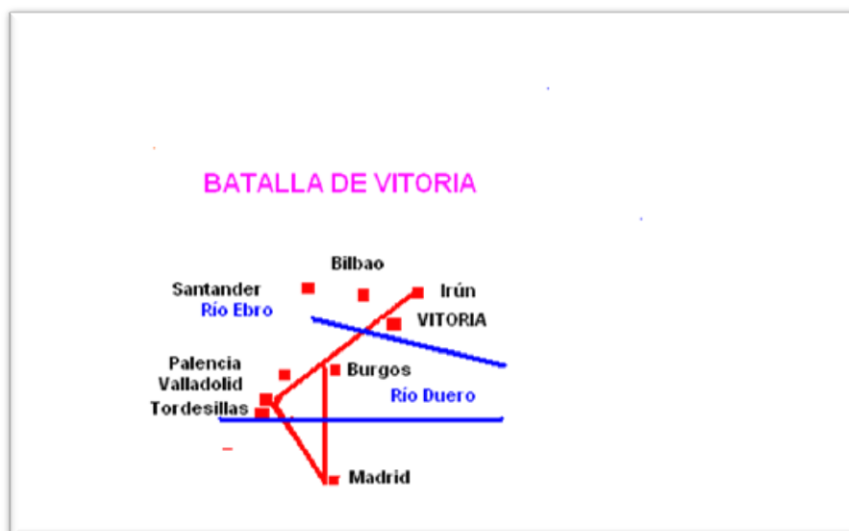 BATALLA DE VITORIA
Bilbao
Santander
Irún
Río Ebro
VITORIA
Palencia
Burgos
Valladolid
Río Duero
Tordesillas
Madrid